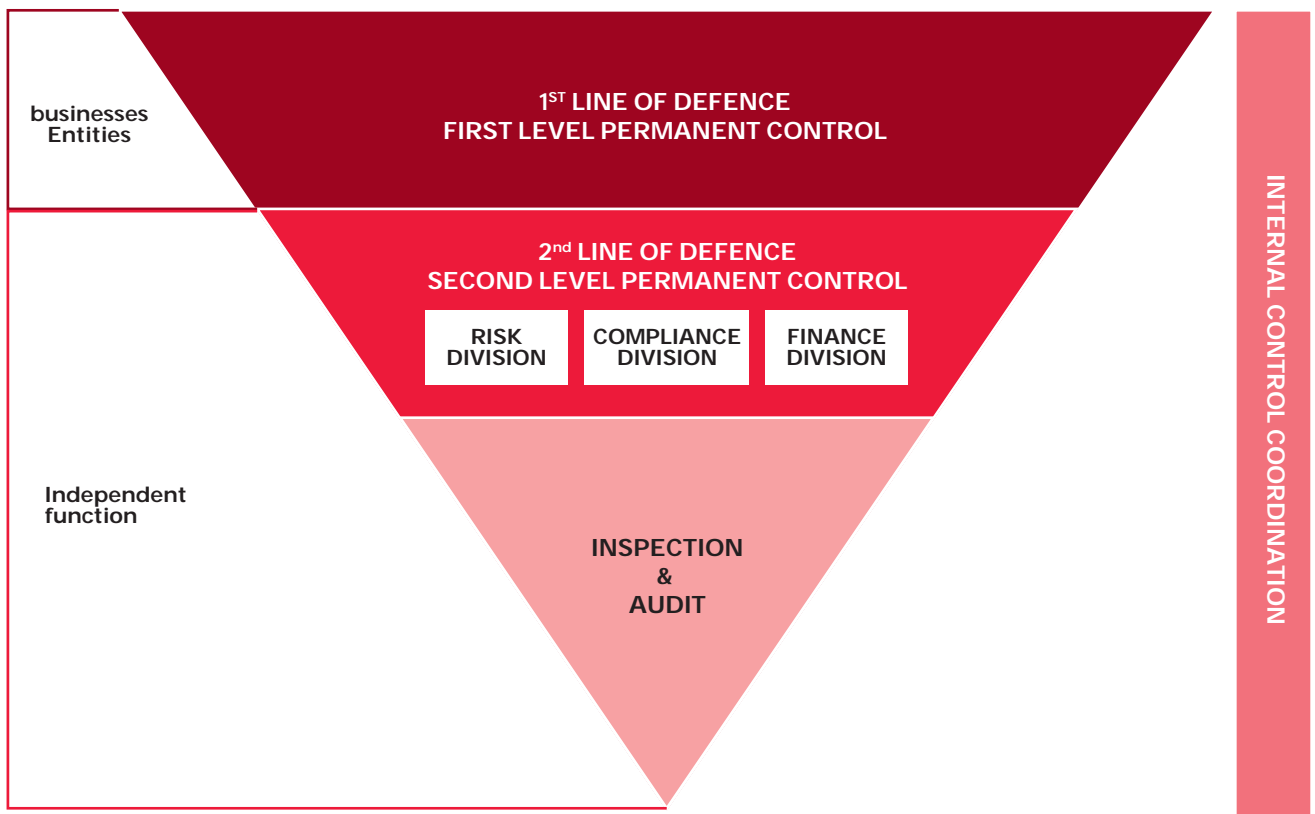 businesses
Entities
1ST LINE OF DEFENCE
FIRST LEVEL PERMANENT CONTROL
2nd LINE OF DEFENCE
SECOND LEVEL PERMANENT CONTROL
RISK
DIVISION
COMPLIANCE
DIVISION
FINANCE
DIVISION
Independent
function
INSPECTION
&
AUDIT
INTERNAL CONTROL COORDINATION